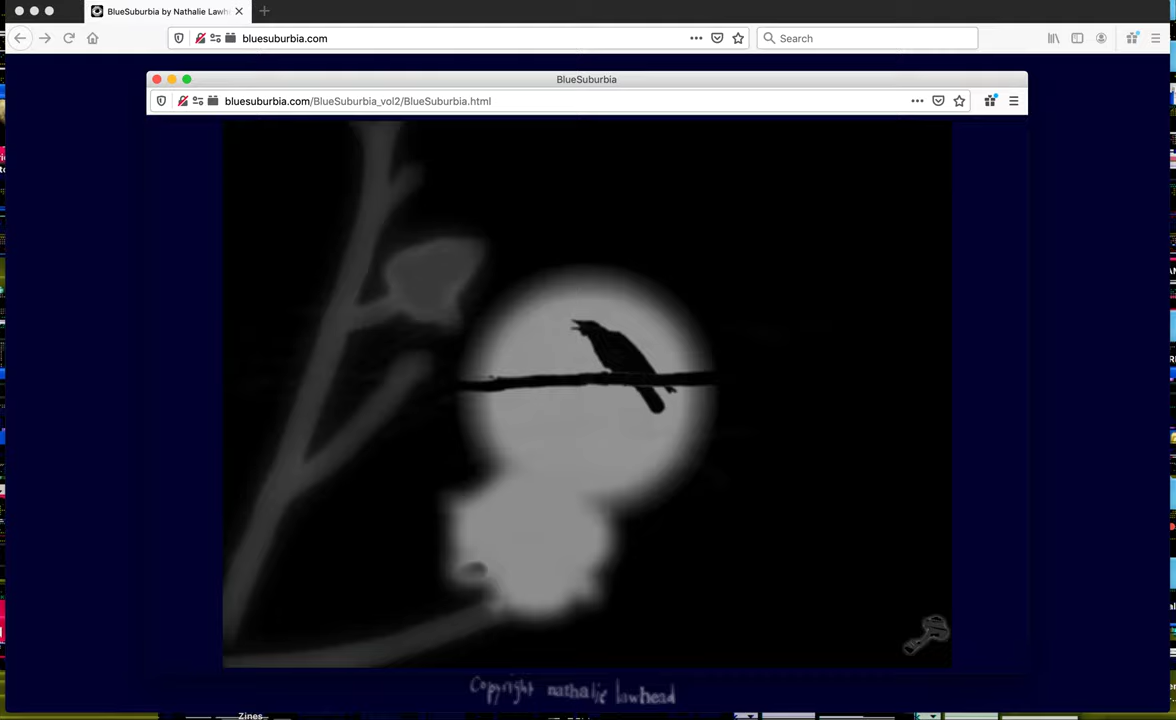 BlueSuburbia by Nathalie Lawh
bluesuburbia.com
Search
BlueSuburbia
bluesuburbia.com/BlueSuburbia_vol2/BlueSuburbia.html
Copyright nathalie lawhead
Zines